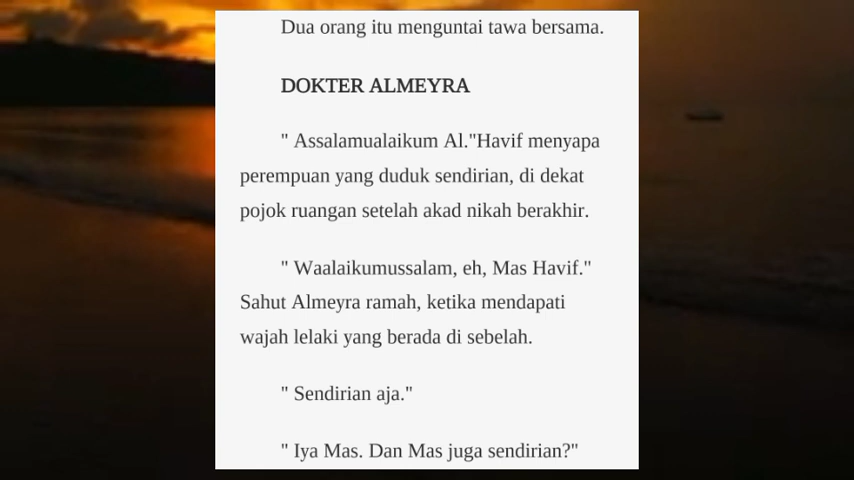 Dua orang itu menguntai tawa bersama.
DOKTER ALMEYRA
" Assalamualaikum Al."Havif menyapa
perempuan yang duduk sendirian, di dekat
pojok ruangan setelah akad nikah berakhir.
" Waalaikumussalam, eh, Mas Havif."
Sahut Almeyra ramah, ketika mendapati
wajah lelaki yang berada di sebelah.
" Sendirian aja."
" Iya Mas. Dan Mas juga sendirian?"